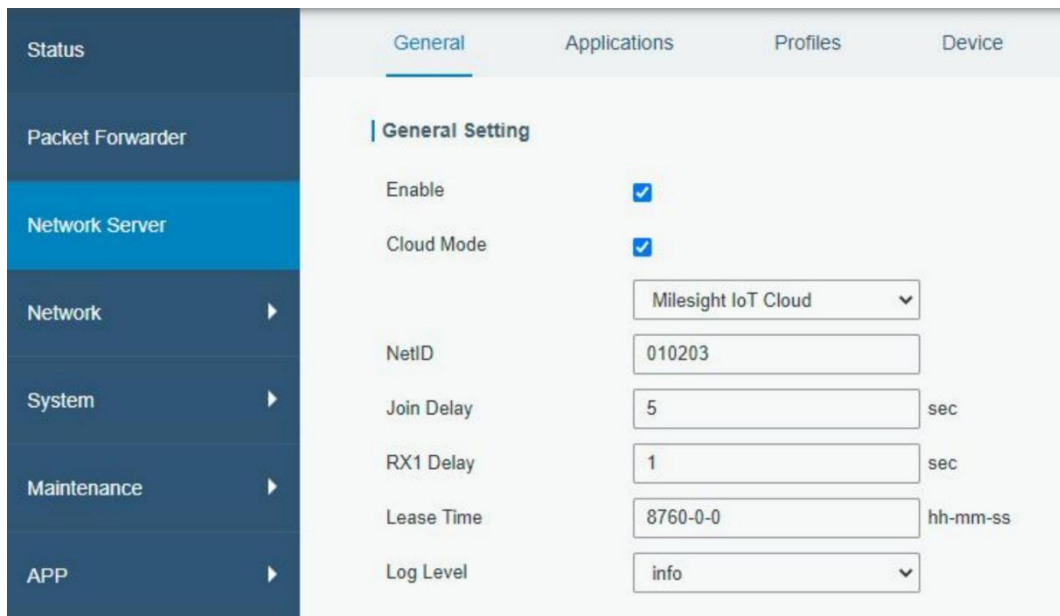 Status
Packet Forwarder
Network Server
Network
System
Maintenance
APP
General Applications Profiles Device
General Setting
Enable
Cloud Mode
Milesight IoT Cloud
NetID 010203
Join Delay 5 sec
RX1 Delay 1 sec
Lease Time 8760-0-0 hh-mm-ss
Log Level info